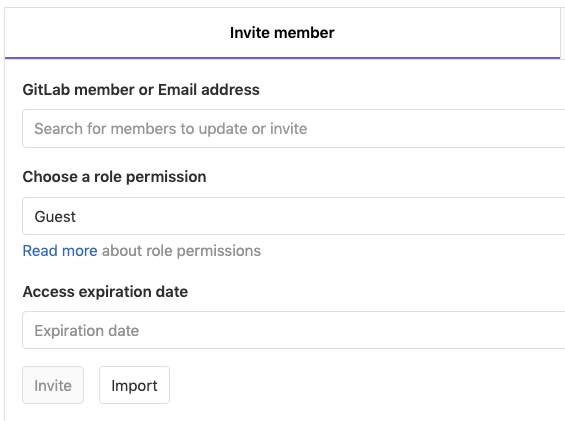 Invite member
GitLab member or Email address
Search for members to update or invite
Choose a role permission
Guest
Read more about role permissions
Access expiration date
Expiration date
Invite
Import